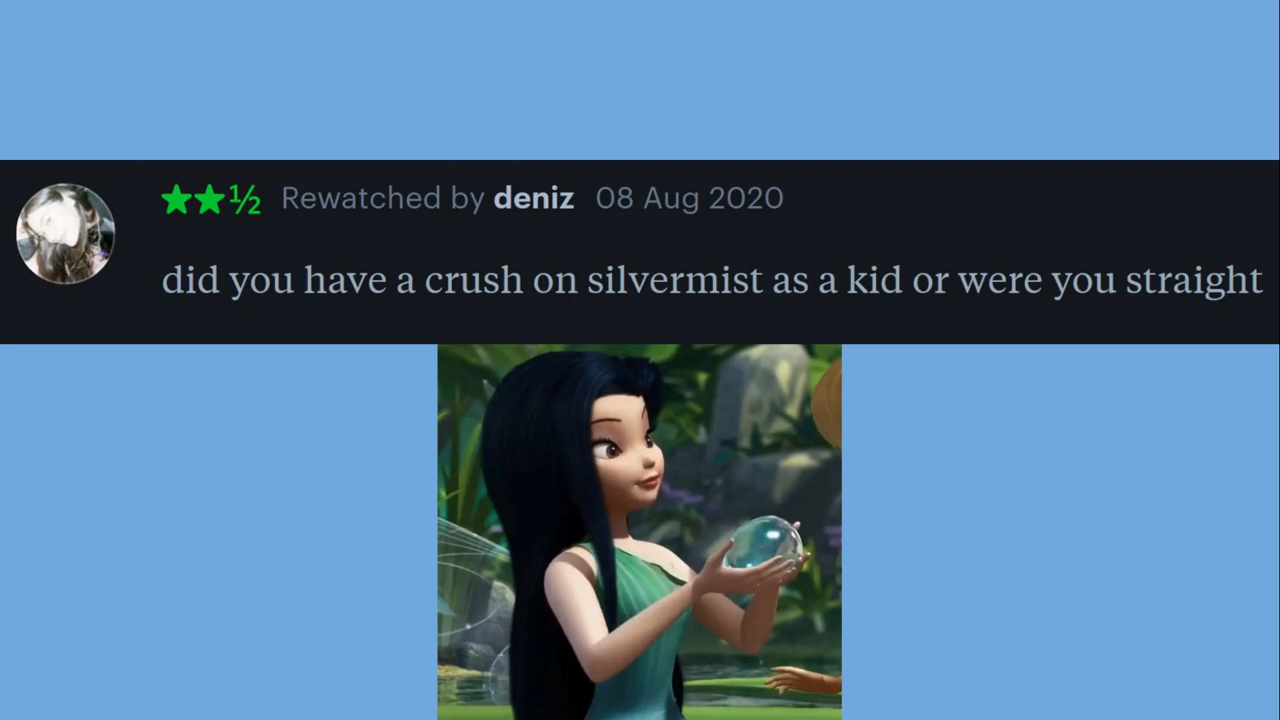 ★★½ Rewatched by deniz 08 Aug 2020
did you have a crush on silvermist as a kid or were you straight